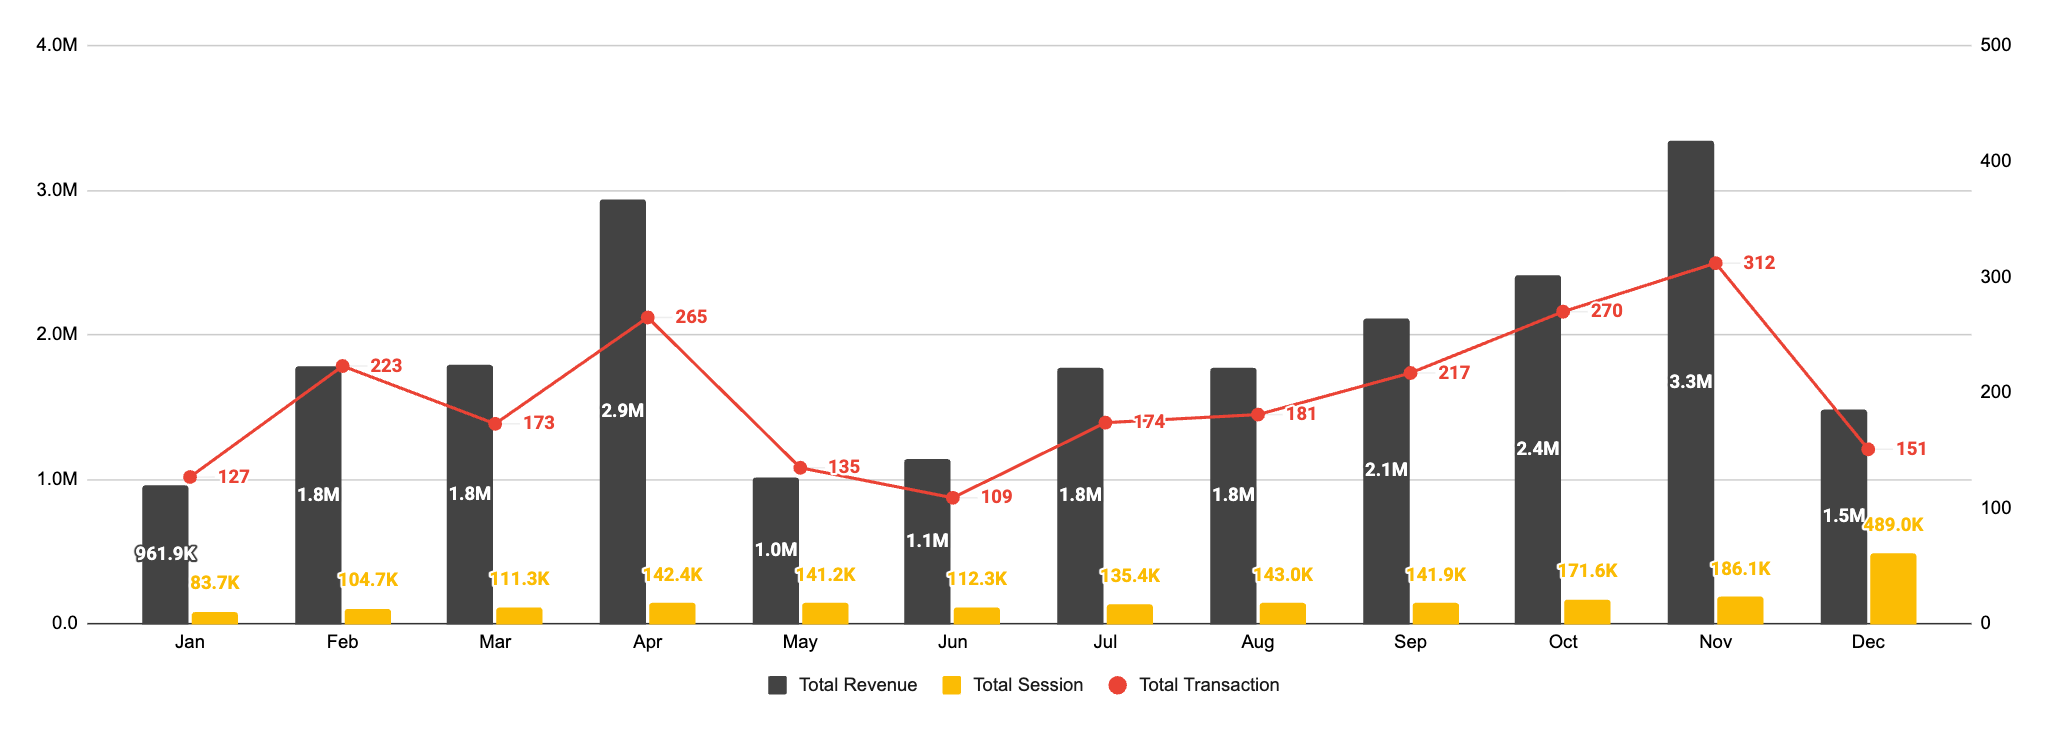 4.0M
500
400
3.0M
312
300
265
270
2.0M
223
217
200
3.3M
2.9M
173
174
181
2.4M
151
135
2.1M
127
1.0M
109
1.8M
1.8M
1.8M
1.8M
100
1.5M
489.0K
961.9K
1.0M
1.1M
83.7K
104.7K
111.3K
142.4K
141.2K
112.3K
135.4K
143.0K
141.9K
171.6K
186.1K
0.0
0
Jan Feb Mar Apr May Jun Jul Aug Sep Oct Nov Dec
Total Revenue Total Session Total Transaction